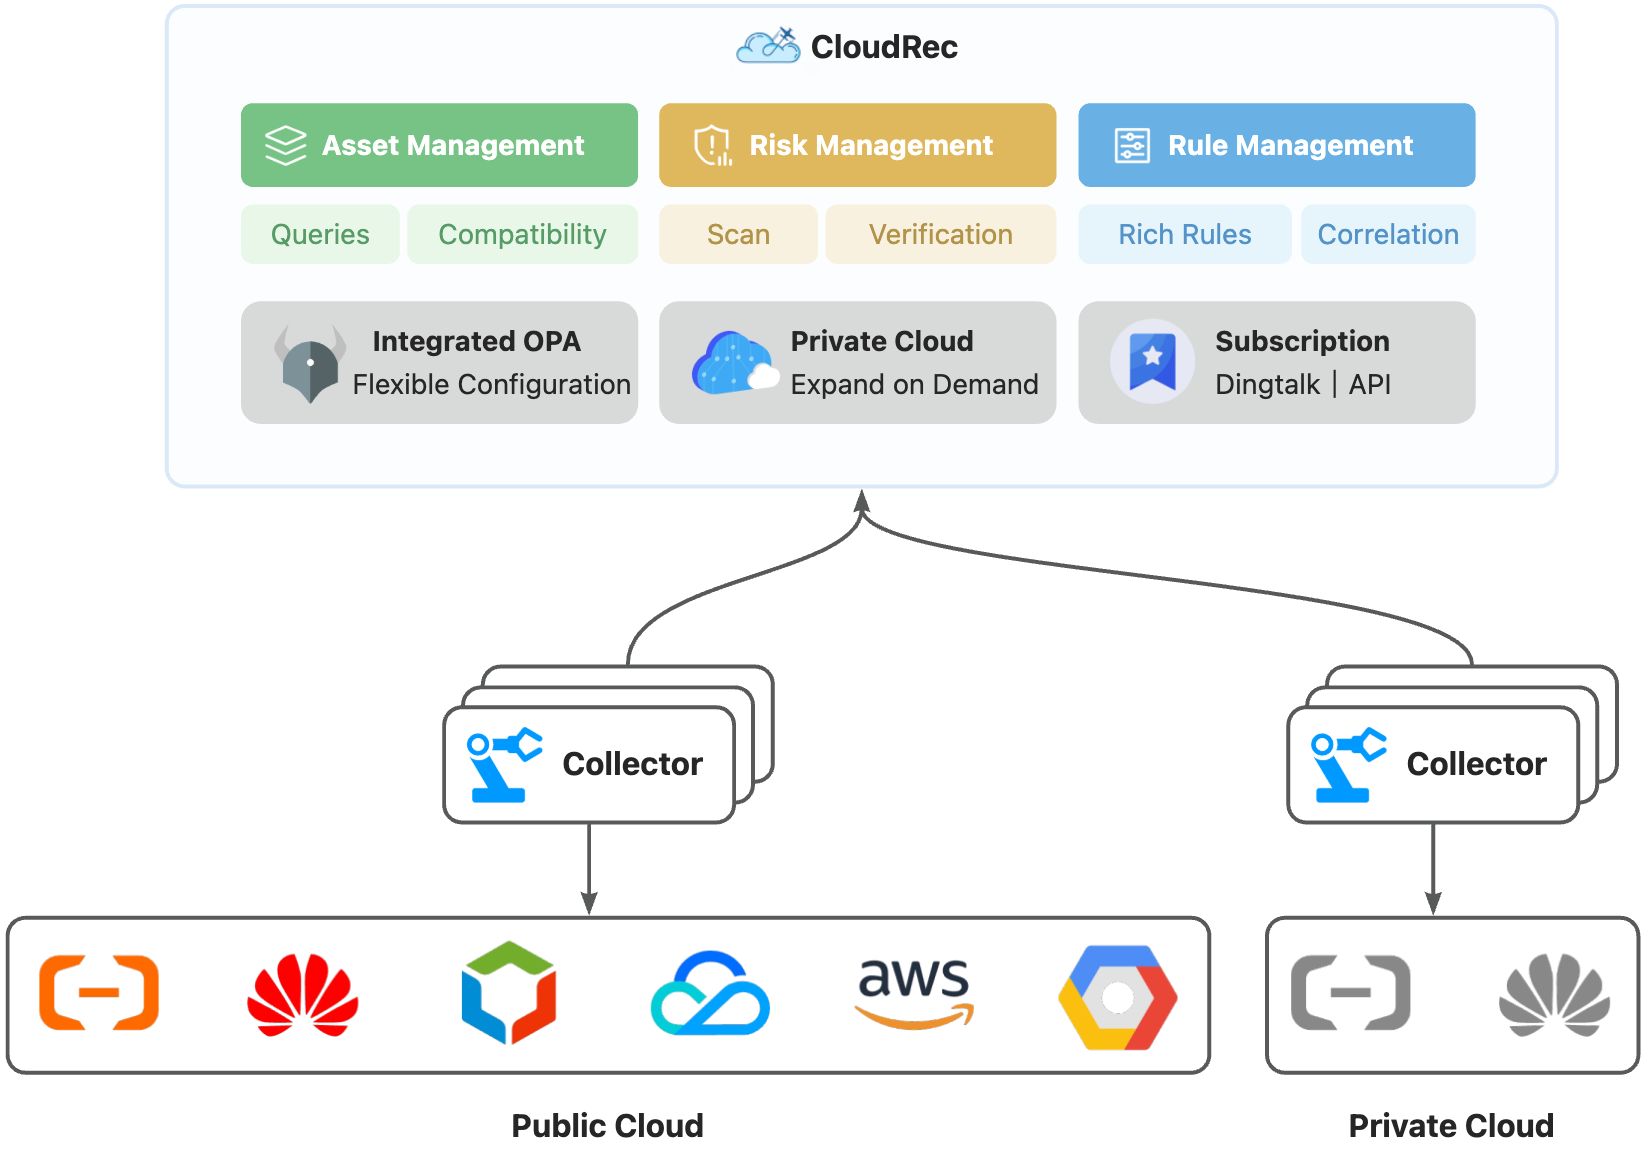 CloudRec
Asset Management
Risk Management
Rule Management
Queries
Compatibility
Scan
Verification
Rich Rules
Correlation
Integrated OPA
Flexible Configuration
Private Cloud
Expand on Demand
Subscription
Dingtalk | API
Collector
Collector
aws
Public Cloud
Private Cloud